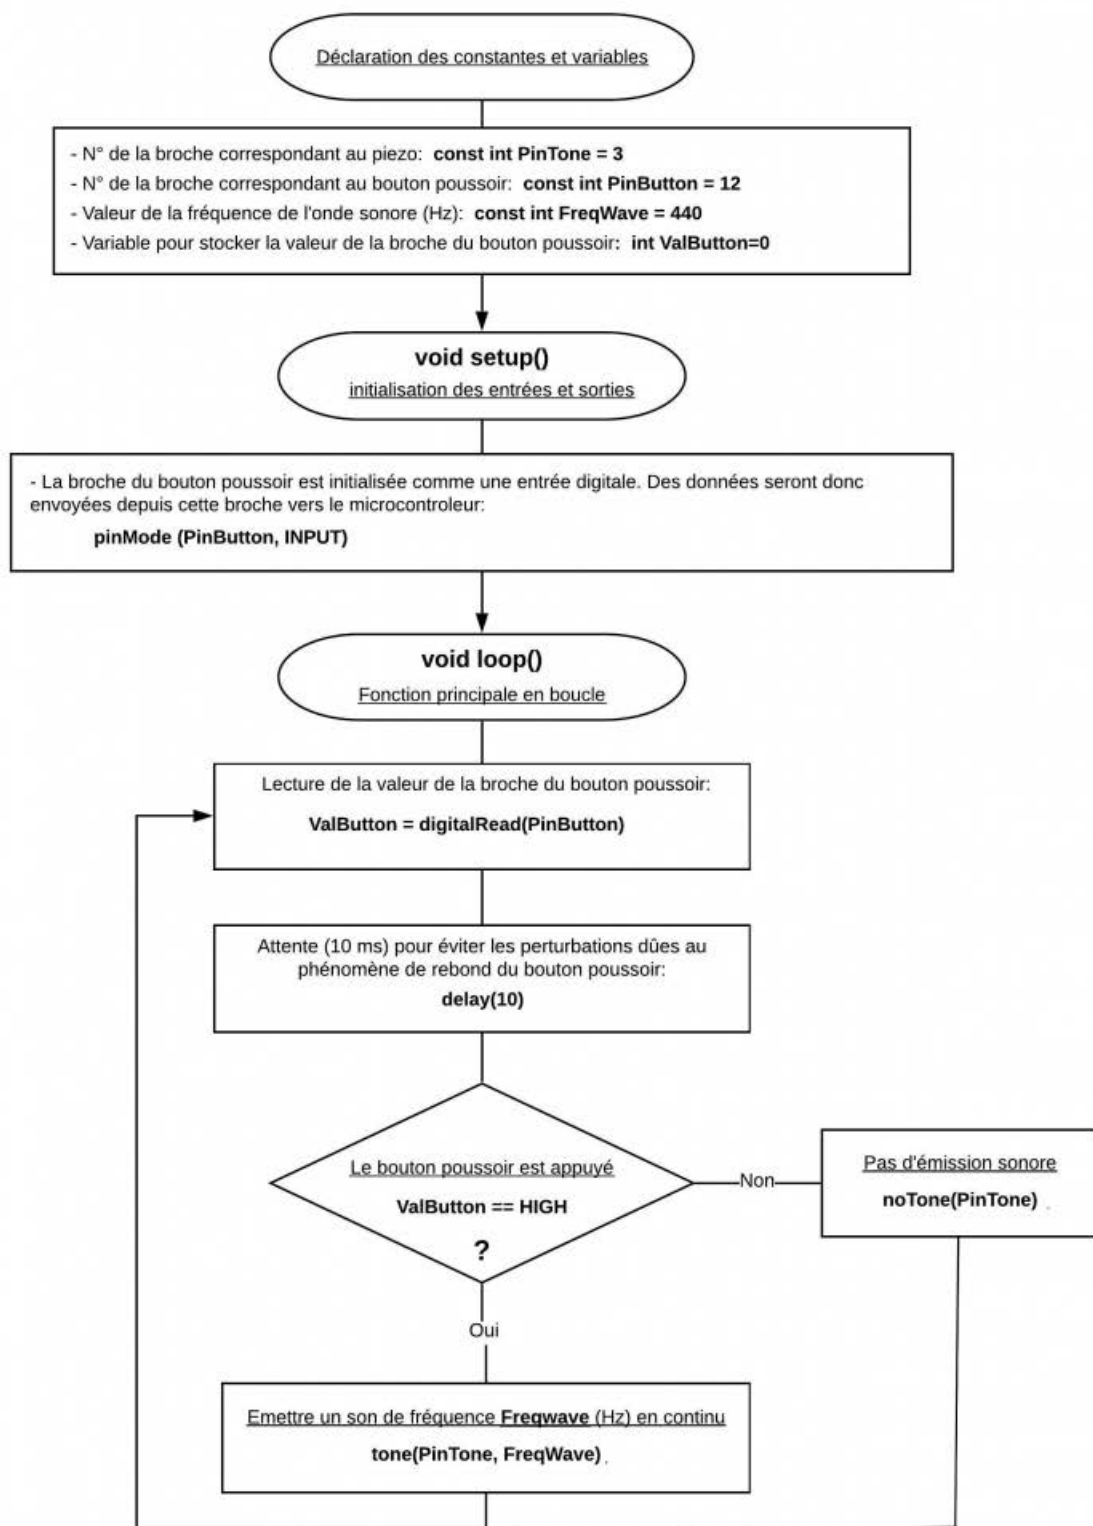 Déclaration des constantes et variables
- N° de la broche correspondant au piezo: const int PinTone = 3
- N° de la broche correspondant au bouton poussoir: const int PinButton = 12
- Valeur de la fréquence de l'onde sonore (Hz): const int FreqWave = 440
- Variable pour stocker la valeur de la broche du bouton poussoir: int ValButton=0
void setup()
initialisation des entrées et sorties
- La broche du bouton poussoir est initialisée comme une entrée digitale. Des données seront donc
envoyées depuis cette broche vers le microcontroleur:
pinMode (PinButton, INPUT)
void loop()
Fonction principale en boucle
Lecture de la valeur de la broche du bouton poussoir:
ValButton = digitalRead(PinButton)
Attente (10 ms) pour éviter les perturbations dûes au
phénomène de rebond du bouton poussoir:
delay(10)
Le bouton poussoir est appuyé
ValButton == HIGH
?
Non
Pas d'émission sonore
noTone(PinTone) .
Oui
Emettre un son de fréquence Freqwave (Hz) en continu
tone(PinTone, FreqWave) .